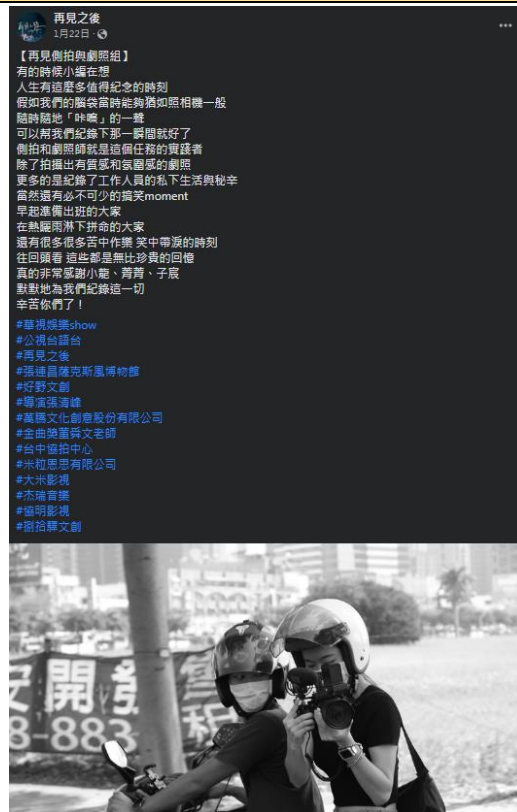 再見之後
1月22日
【再見側拍與劇照組】
有的時候小編在想
人生有這麼多值得紀念的時刻
假如我們的腦袋當時能夠猶如照相機一般
隨時隨地「咔嚓」的一聲
可以幫我們紀錄下那一瞬間就好了
側拍和劇照師就是這個任務的實踐者
除了拍攝出有質感和氛圍感的劇照
更多的是紀錄了工作人員的私下生活與秘辛
當然還有必不可少的搞笑moment
早起準備出班的大家
在熱曬雨淋下拼命的大家
還有很多很多苦中作樂 笑中帶淚的時刻
往回頭看 這些都是無比珍貴的回憶
真的非常感謝小龍、菁菁、子宸
默默地為我們紀錄這一切
辛苦你們了！
#華視娛樂show
#公視台語台
#再見之後
#張連昌薩克斯風博物館
#好野文創
#導演張濤峰
#萬騰文化創意股份有限公司
#金曲獎董舜文老師
#台中協拍中心
#米粒恩思有限公司
#大米影視
#杰瑞音樂
#協明影視
#捌拾驛文創
開
8-883